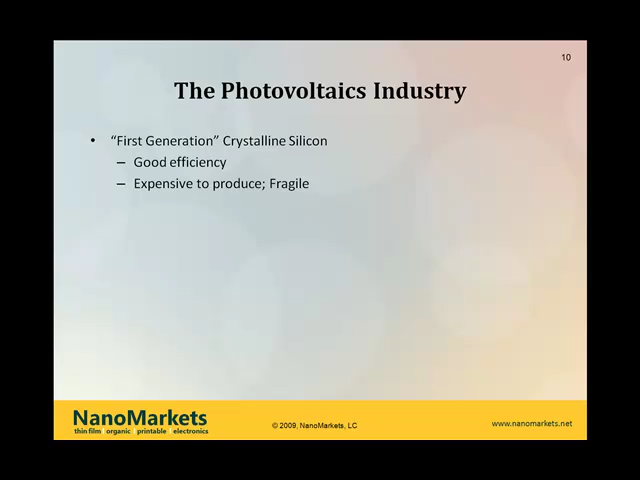 10
The Photovoltaics Industry
• “First Generation” Crystalline Silicon
– Good efficiency
– Expensive to produce; Fragile
NanoMarkets
thin film | organic | printable | electronics
© 2009, NanoMarkets, LC
www.nanomarkets.net